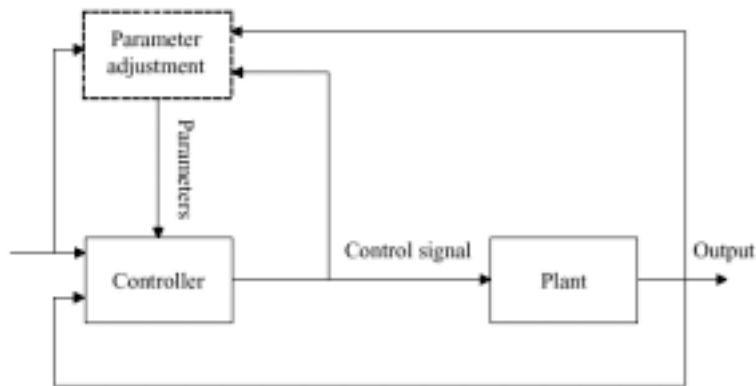 Parameter
adjustment
Parameters
Control signal
Output
Controller
Plant